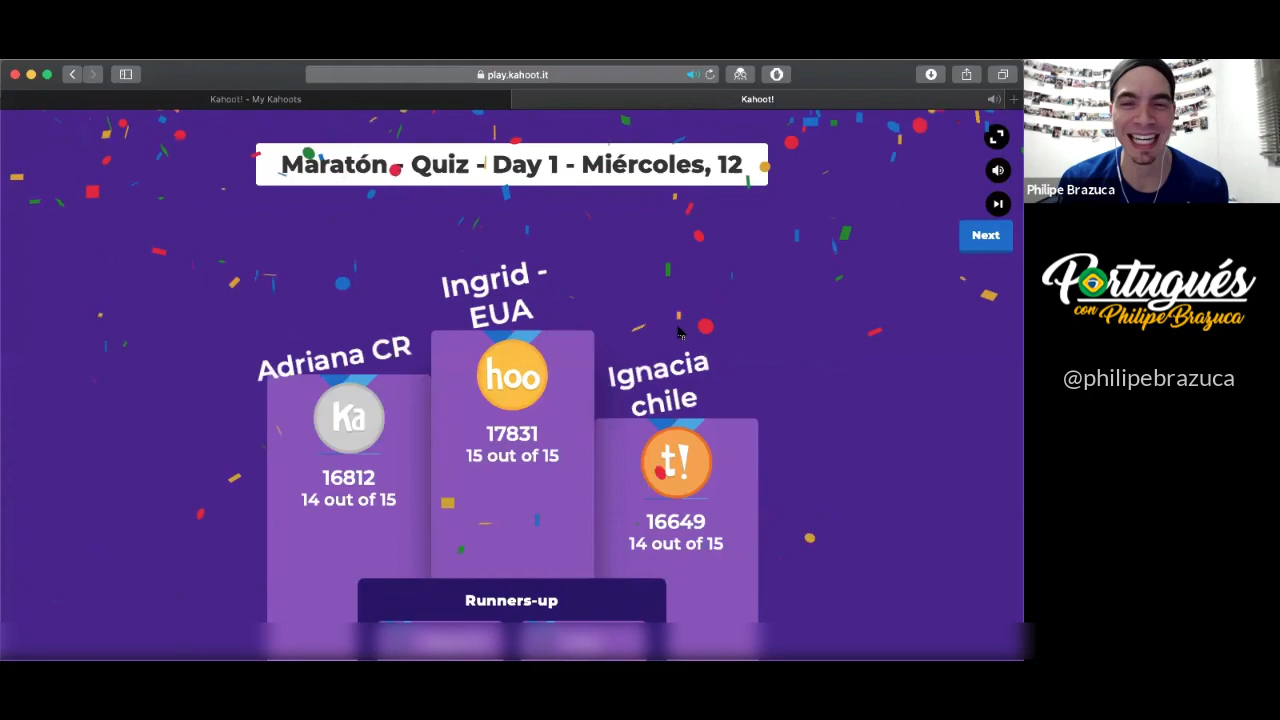 play.kahoot.it
Kahoot! - My Kahoots
Kahoot!
Maratón - Quiz - Day 1 - Miércoles, 12
Next
Philipe Brazuca
Portugués
con Philipe Brazuca
@philipebrazuca
Ingrid -
EUA
hoo
17831
15 out of 15
Adriana CR
Ka
16812
14 out of 15
Ignacia
chile
t!
16649
14 out of 15
Runners-up